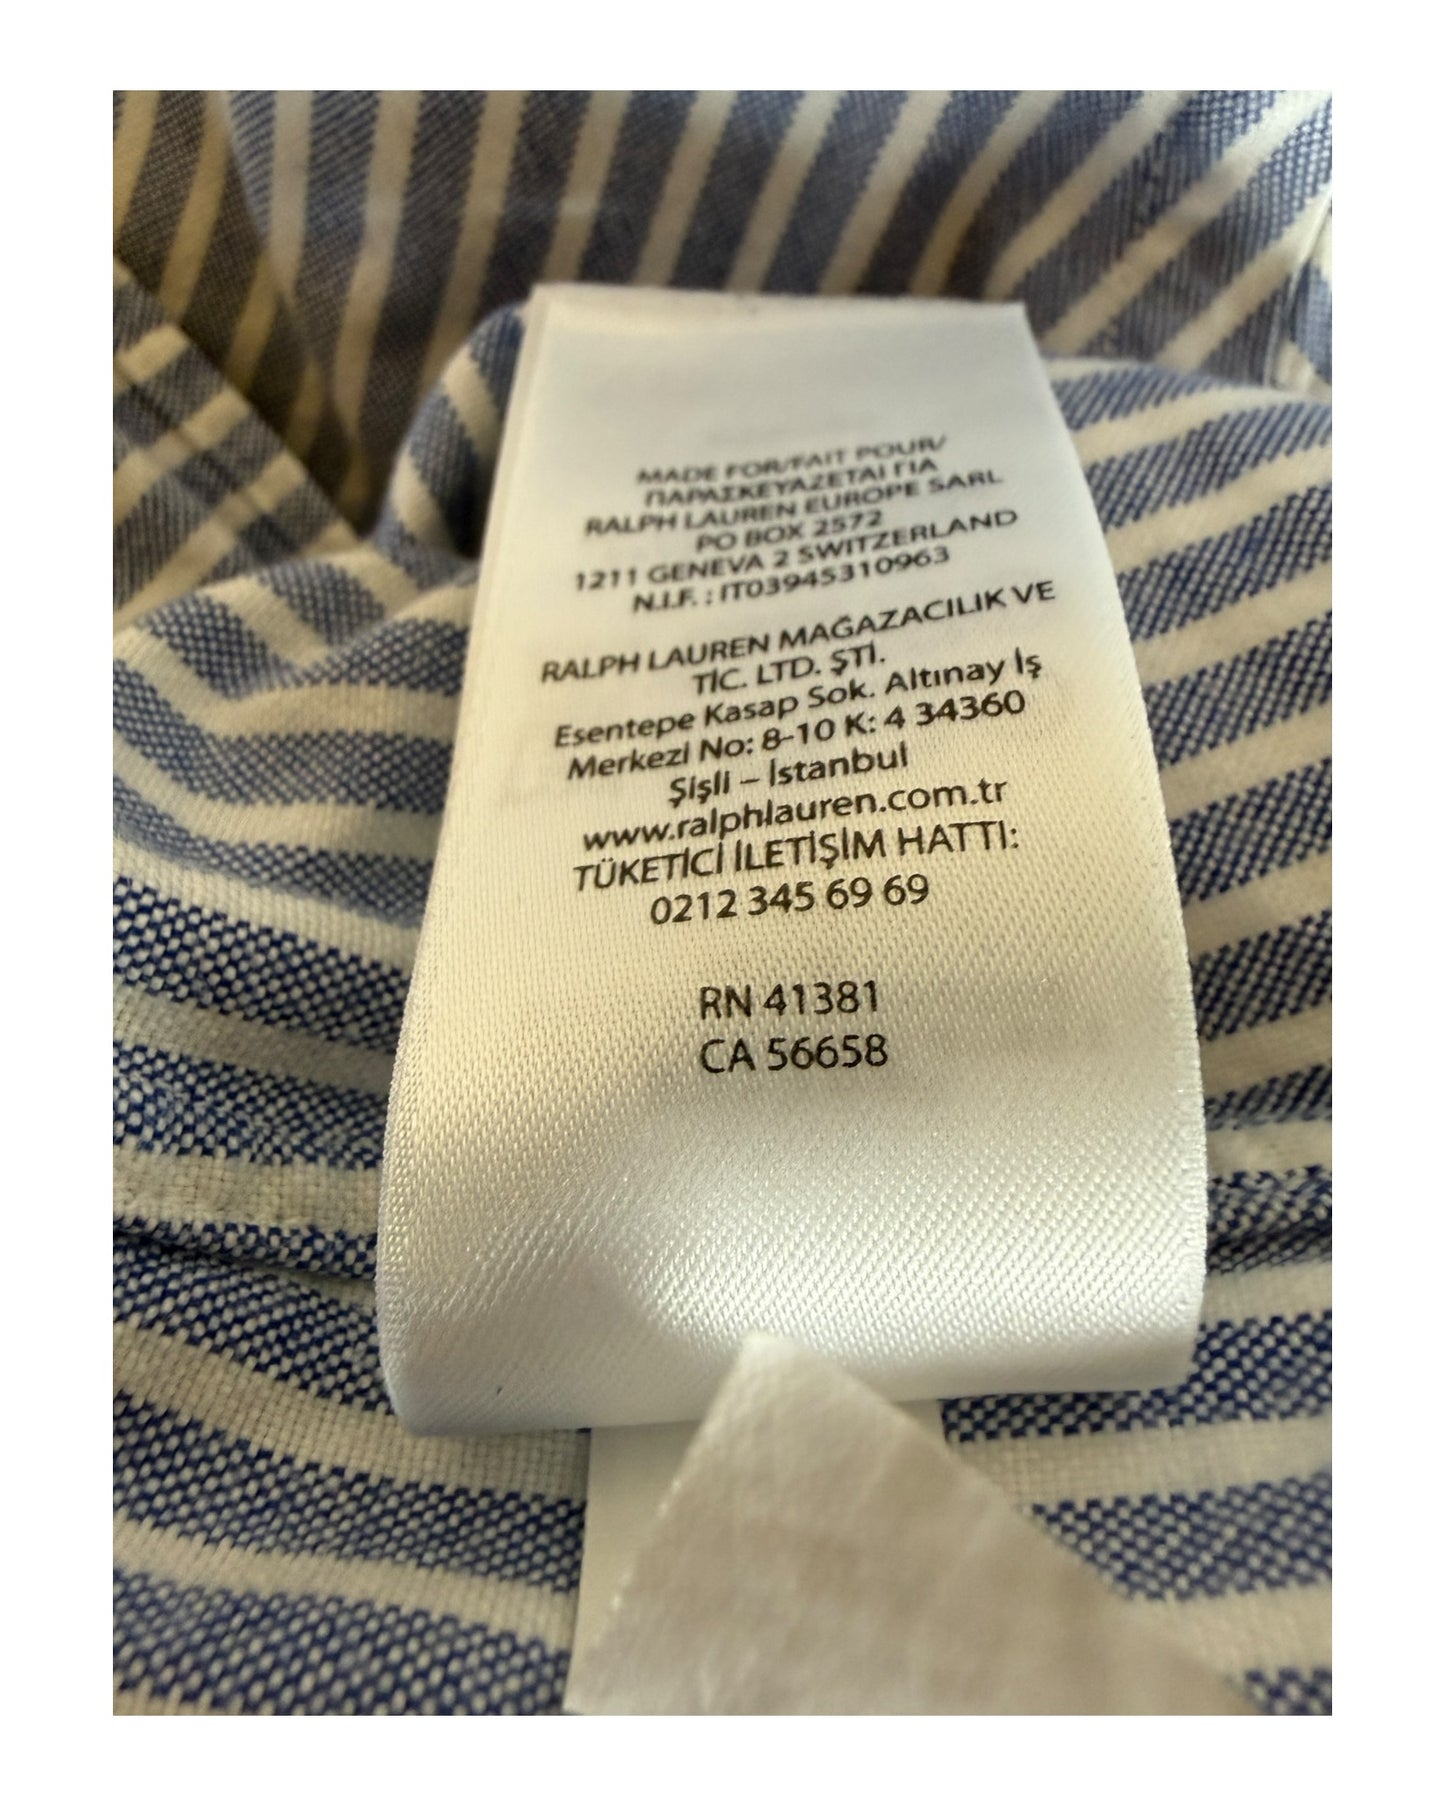 MADE FOR/FAIT POUR/
ΠΑΡΑΣΚΕΥΑΖΕΤΑΙ ΓΙΑ
RALPH LAUREN EUROPE SARL
PO BOX 2572
1211 GENEVA 2 SWITZERLAND
N.I.F. : IT03945310963
RALPH LAUREN MAĞAZACILIK VE
TİC. LTD. ŞTİ.
Esentepe Kasap Sok. Altınay İş
Merkezi No: 8-10 K: 4 34360
Şişli – İstanbul
www.ralphlauren.com.tr
TÜKETİCİ İLETİŞİM HATTI:
0212 345 69 69
RN 41381
CA 56658